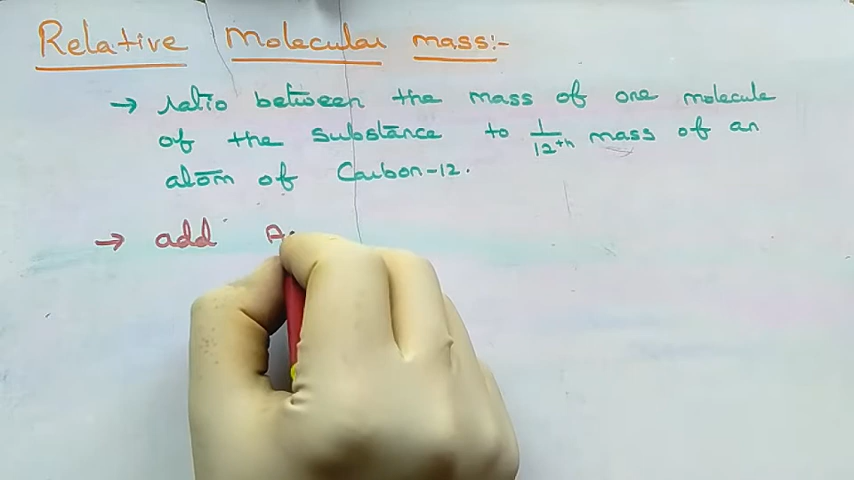 Relative Molecular mass:-
→ ratio between the mass of one molecule
of the substance to 1/12th mass of an
atom of Carbon-12.
→ add A